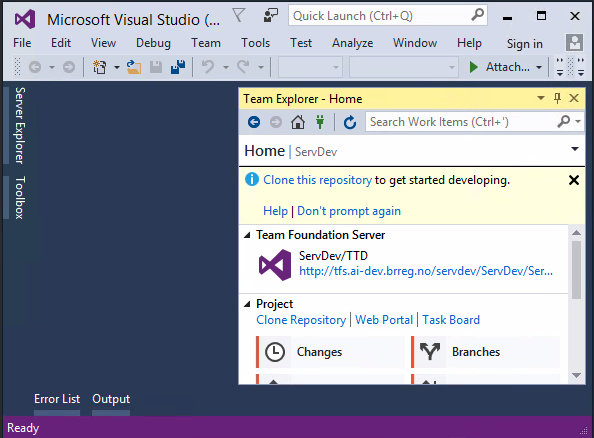 Microsoft Visual Studio (...
Quick Launch (Ctrl+Q)
File Edit View Debug Team Tools Test Analyze Window Help Sign in
Attach...
Server Explorer
Toolbox
Team Explorer - Home
Search Work Items (Ctrl+')
Home | ServDev
Clone this repository to get started developing.
Help | Don't prompt again
Team Foundation Server
ServDev/TTD
http://tfs.ai-dev.brreg.no/servdev/ServDev/Ser...
Project
Clone Repository | Web Portal | Task Board
Changes Branches
Error List Output
Ready